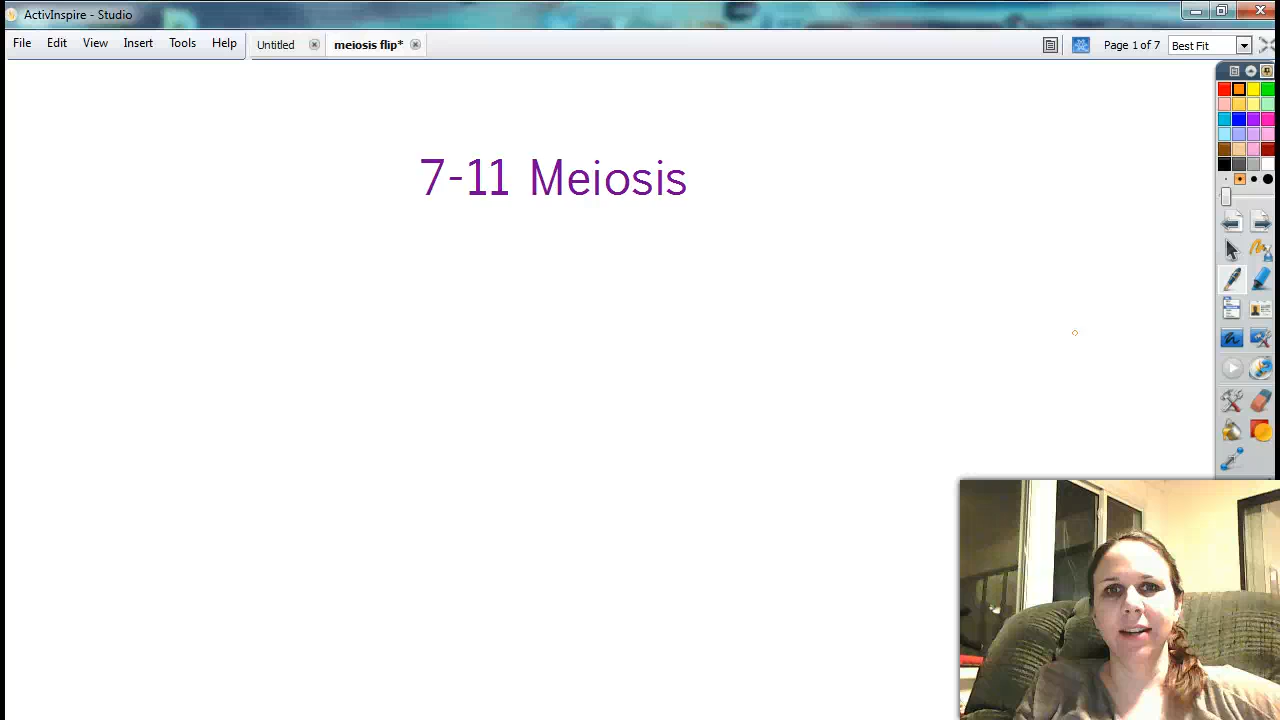 ActivInspire - Studio
File Edit View Insert Tools Help Untitled meiosis flip* Page 1 of 7 Best Fit
7-11 Meiosis